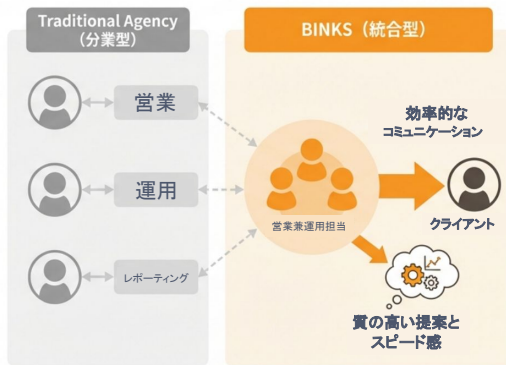 Traditional Agency
（分業型）
BINKS（統合型）
営業
運用
レポーティング
営業兼運用担当
効率的な
コミュニケーション
クライアント
質の高い提案と
スピード感